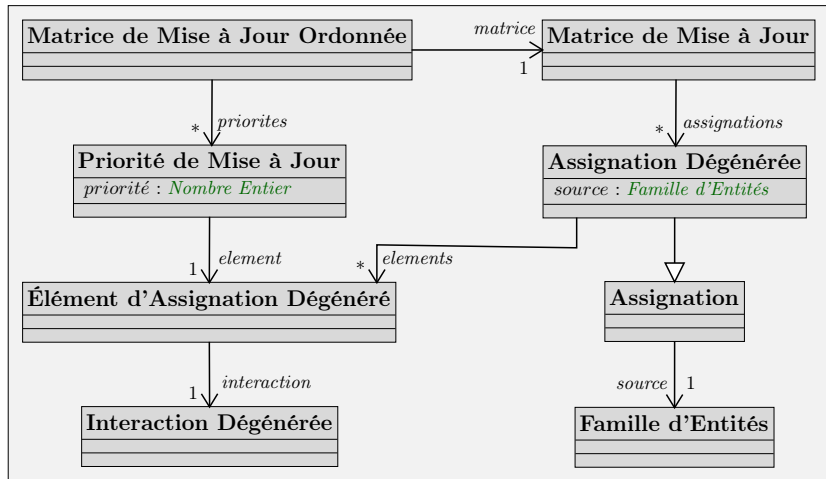 Matrice de Mise à Jour Ordonnée
matrice
1
Matrice de Mise à Jour
* priorites
* assignations
Priorité de Mise à Jour
priorité : Nombre Entier
Assignation Dégénérée
source : Famille d'Entités
1 element
* elements
Élément d'Assignation Dégénéré
Assignation
1 interaction
source 1
Interaction Dégénérée
Famille d'Entités